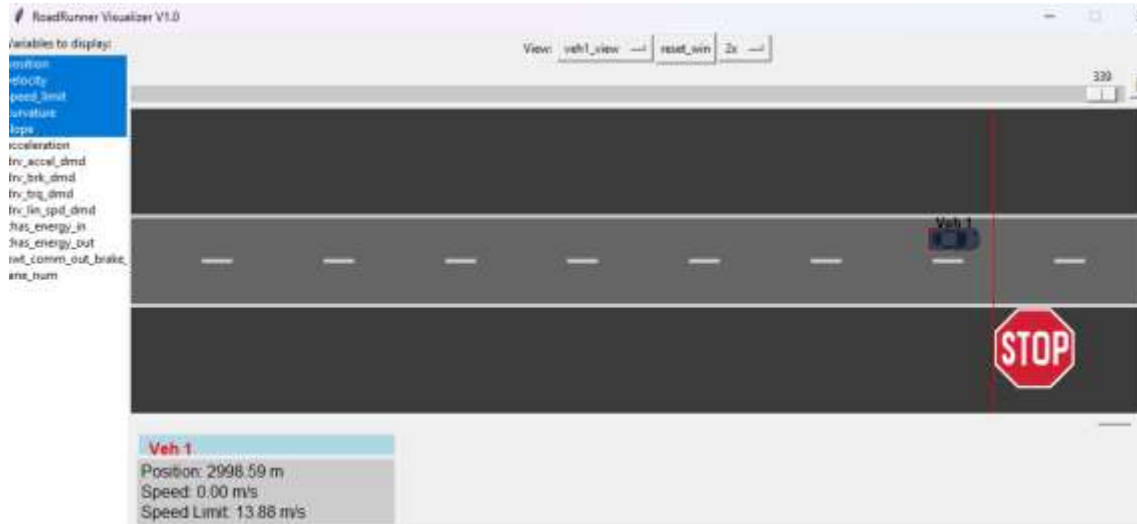 RoadRunner Visualizer V1.0
Variables to display:
View: veh1_view reset_win 2x
position
velocity
speed_limit
curvature
slope
339
acceleration
drv_accel_dmd
drv_brk_dmd
drv_trq_dmd
drv_lin_spd_dmd
chas_energy_in
chas_energy_out
pwt_comm_out_brake_
lane_num
Veh 1
STOP
Veh 1
Position: 2998.59 m
Speed: 0.00 m/s
Speed Limit: 13.88 m/s